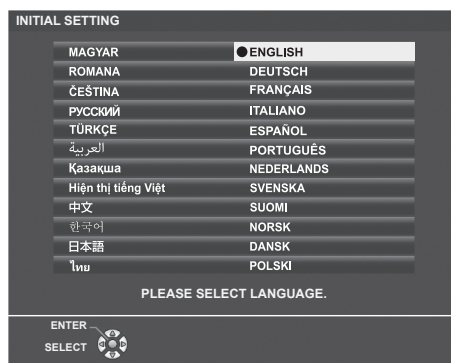 INITIAL SETTING
MAGYAR ENGLISH
ROMANA DEUTSCH
ČEŠTINA FRANÇAIS
РУССКИЙ ITALIANO
TÜRKÇE ESPAÑOL
العربية PORTUGUÊS
Қазақша NEDERLANDS
Hiện thị tiếng Việt SVENSKA
中文 SUOMI
한국어 NORSK
日本語 DANSK
ไทย POLSKI
PLEASE SELECT LANGUAGE.
ENTER
SELECT